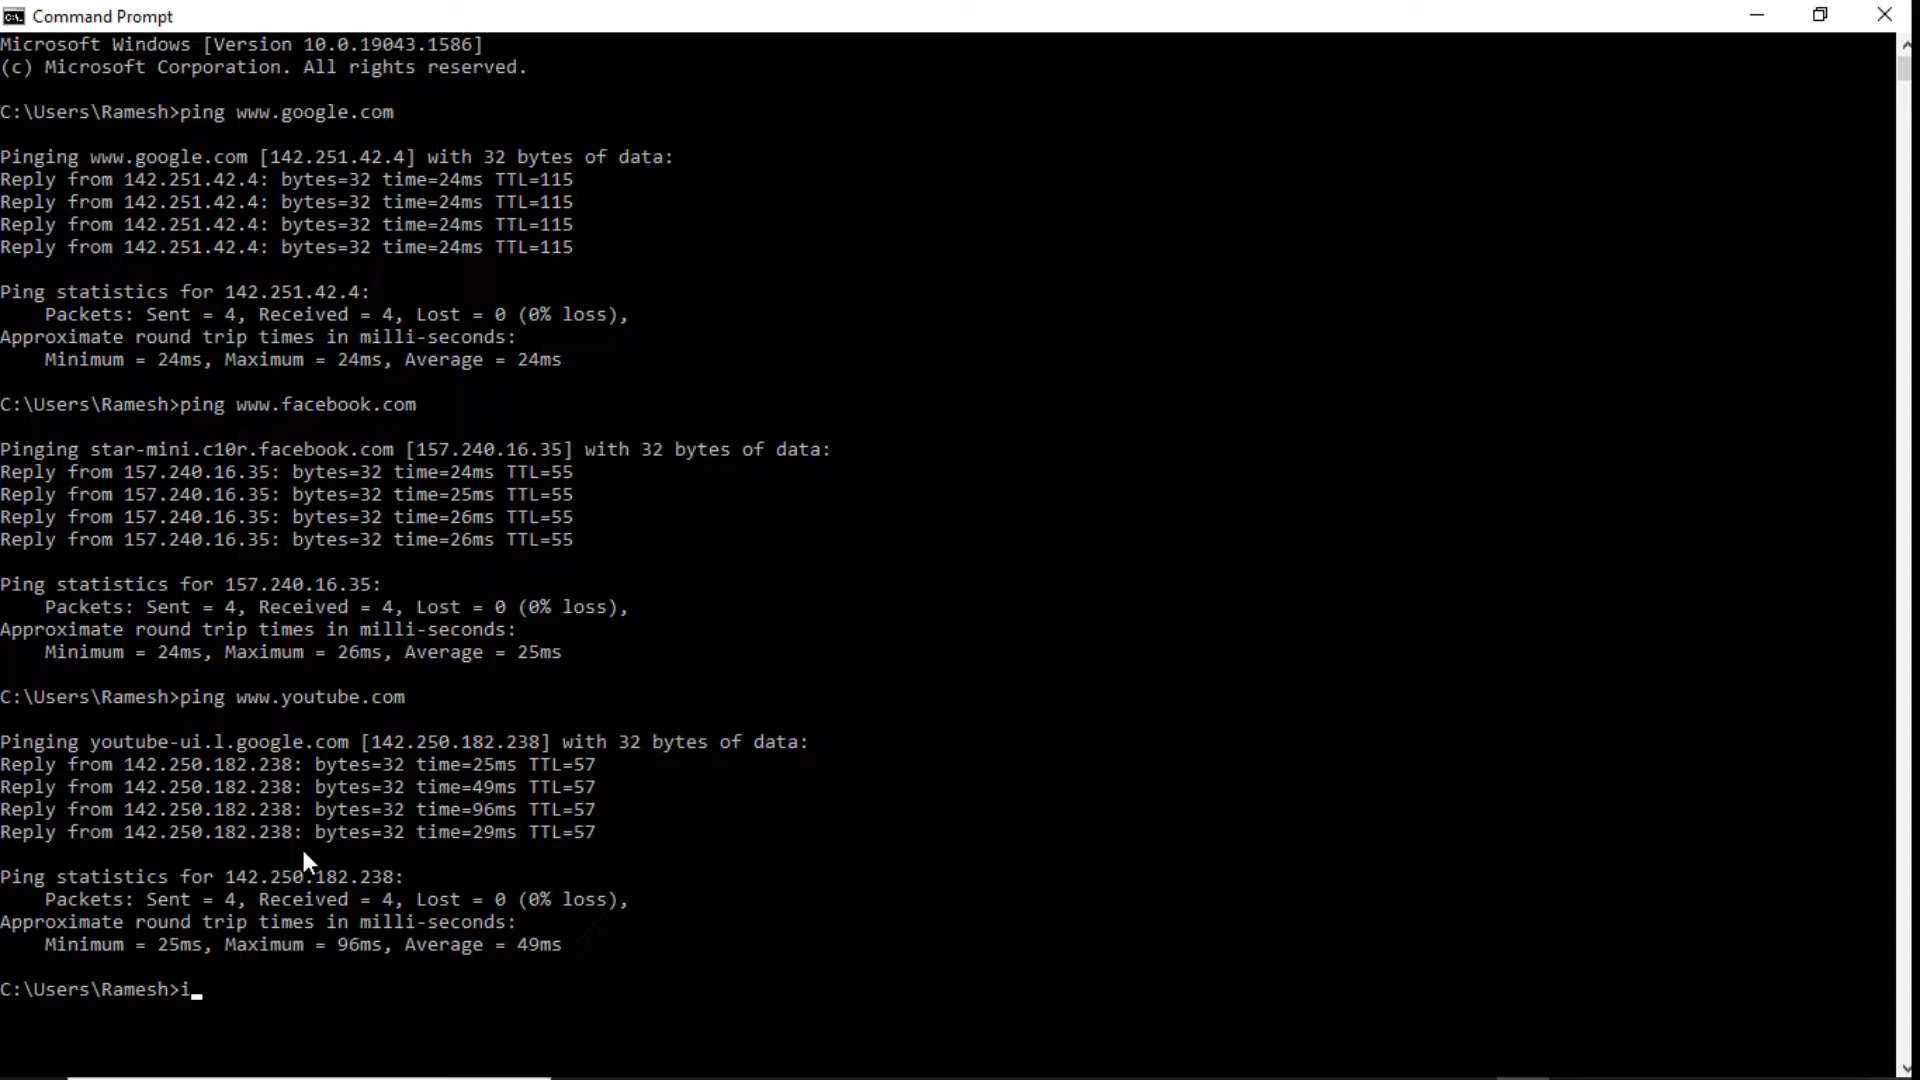 Command Prompt
Microsoft Windows [Version 10.0.19043.1586]
(c) Microsoft Corporation. All rights reserved.
C:\Users\Ramesh>ping www.google.com
Pinging www.google.com [142.251.42.4] with 32 bytes of data:
Reply from 142.251.42.4: bytes=32 time=24ms TTL=115
Reply from 142.251.42.4: bytes=32 time=24ms TTL=115
Reply from 142.251.42.4: bytes=32 time=24ms TTL=115
Reply from 142.251.42.4: bytes=32 time=24ms TTL=115
Ping statistics for 142.251.42.4:
    Packets: Sent = 4, Received = 4, Lost = 0 (0% loss),
Approximate round trip times in milli-seconds:
    Minimum = 24ms, Maximum = 24ms, Average = 24ms
C:\Users\Ramesh>ping www.facebook.com
Pinging star-mini.c10r.facebook.com [157.240.16.35] with 32 bytes of data:
Reply from 157.240.16.35: bytes=32 time=24ms TTL=55
Reply from 157.240.16.35: bytes=32 time=25ms TTL=55
Reply from 157.240.16.35: bytes=32 time=26ms TTL=55
Reply from 157.240.16.35: bytes=32 time=26ms TTL=55
Ping statistics for 157.240.16.35:
    Packets: Sent = 4, Received = 4, Lost = 0 (0% loss),
Approximate round trip times in milli-seconds:
    Minimum = 24ms, Maximum = 26ms, Average = 25ms
C:\Users\Ramesh>ping www.youtube.com
Pinging youtube-ui.l.google.com [142.250.182.238] with 32 bytes of data:
Reply from 142.250.182.238: bytes=32 time=25ms TTL=57
Reply from 142.250.182.238: bytes=32 time=49ms TTL=57
Reply from 142.250.182.238: bytes=32 time=96ms TTL=57
Reply from 142.250.182.238: bytes=32 time=29ms TTL=57
Ping statistics for 142.250.182.238:
    Packets: Sent = 4, Received = 4, Lost = 0 (0% loss),
Approximate round trip times in milli-seconds:
    Minimum = 25ms, Maximum = 96ms, Average = 49ms
C:\Users\Ramesh>i